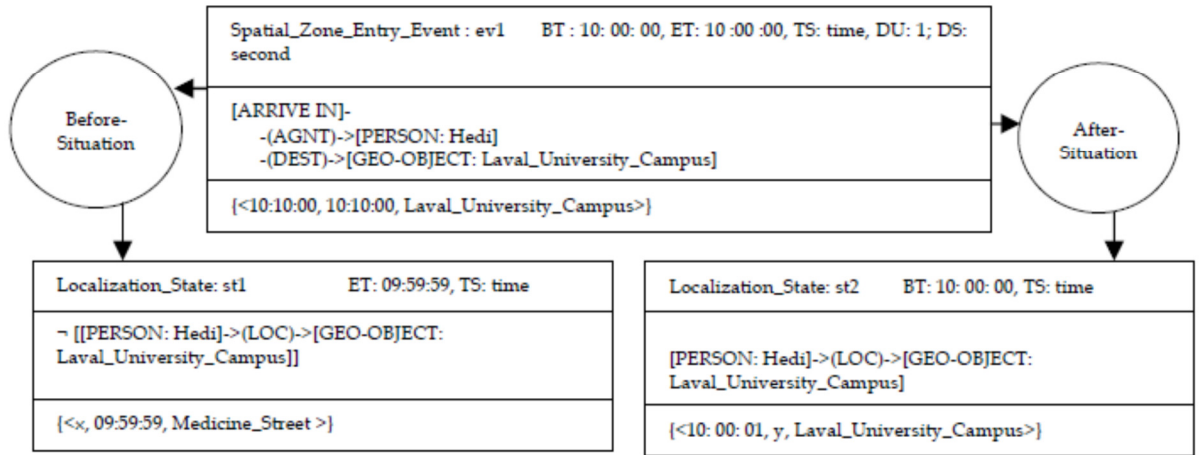 Spatial_Zone_Entry_Event : ev1 BT : 10: 00: 00, ET: 10 :00 :00, TS: time, DU: 1; DS:
second
[ARRIVE IN]-
-(AGNT)->[PERSON: Hedi]
-(DEST)->[GEO-OBJECT: Laval_University_Campus]
{<10:10:00, 10:10:00, Laval_University_Campus>}
Before-
Situation
After-
Situation
Localization_State: st1 ET: 09:59:59, TS: time
¬ [[PERSON: Hedi]->(LOC)->[GEO-OBJECT:
Laval_University_Campus]]
{<x, 09:59:59, Medicine_Street >}
Localization_State: st2 BT: 10: 00: 00, TS: time
[PERSON: Hedi]->(LOC)->[GEO-OBJECT:
Laval_University_Campus]
{<10: 00: 01, y, Laval_University_Campus>}